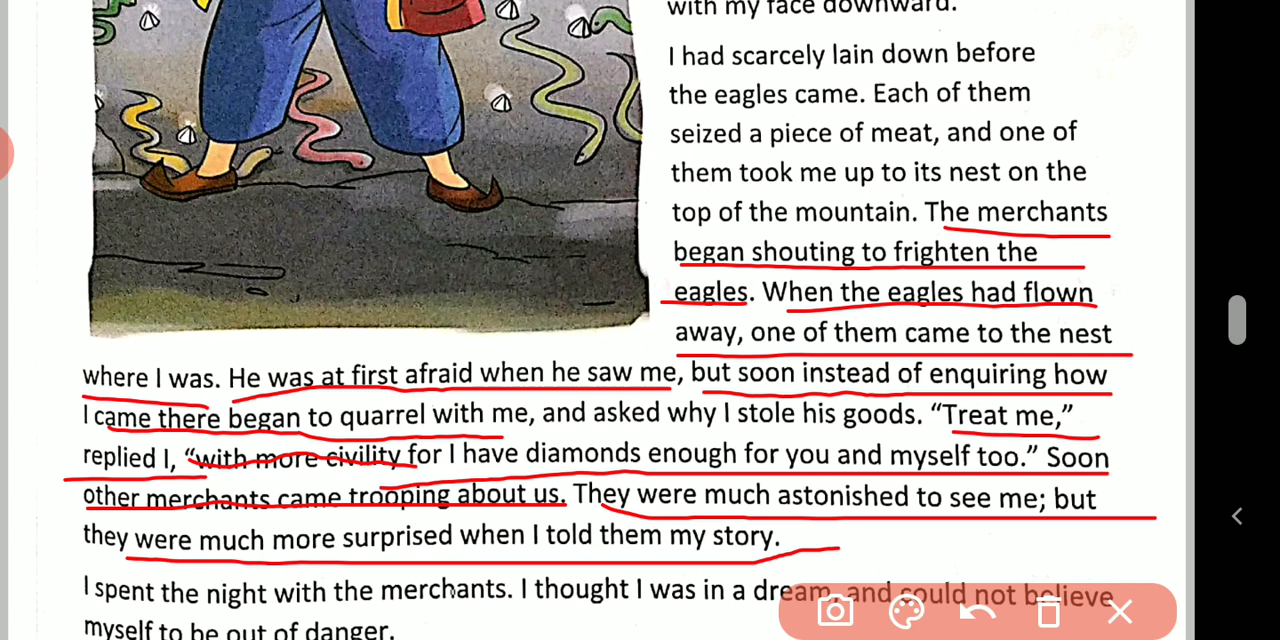 with my face downward.
I had scarcely lain down before
the eagles came. Each of them
seized a piece of meat, and one of
them took me up to its nest on the
top of the mountain. The merchants
began shouting to frighten the
eagles. When the eagles had flown
away, one of them came to the nest
where I was. He was at first afraid when he saw me, but soon instead of enquiring how
I came there began to quarrel with me, and asked why I stole his goods. “Treat me,”
replied I, “with more civility for I have diamonds enough for you and myself too.” Soon
other merchants came trooping about us. They were much astonished to see me; but
they were much more surprised when I told them my story.
I spent the night with the merchants. I thought I was in a dream, and could not believe
myself to be out of danger.